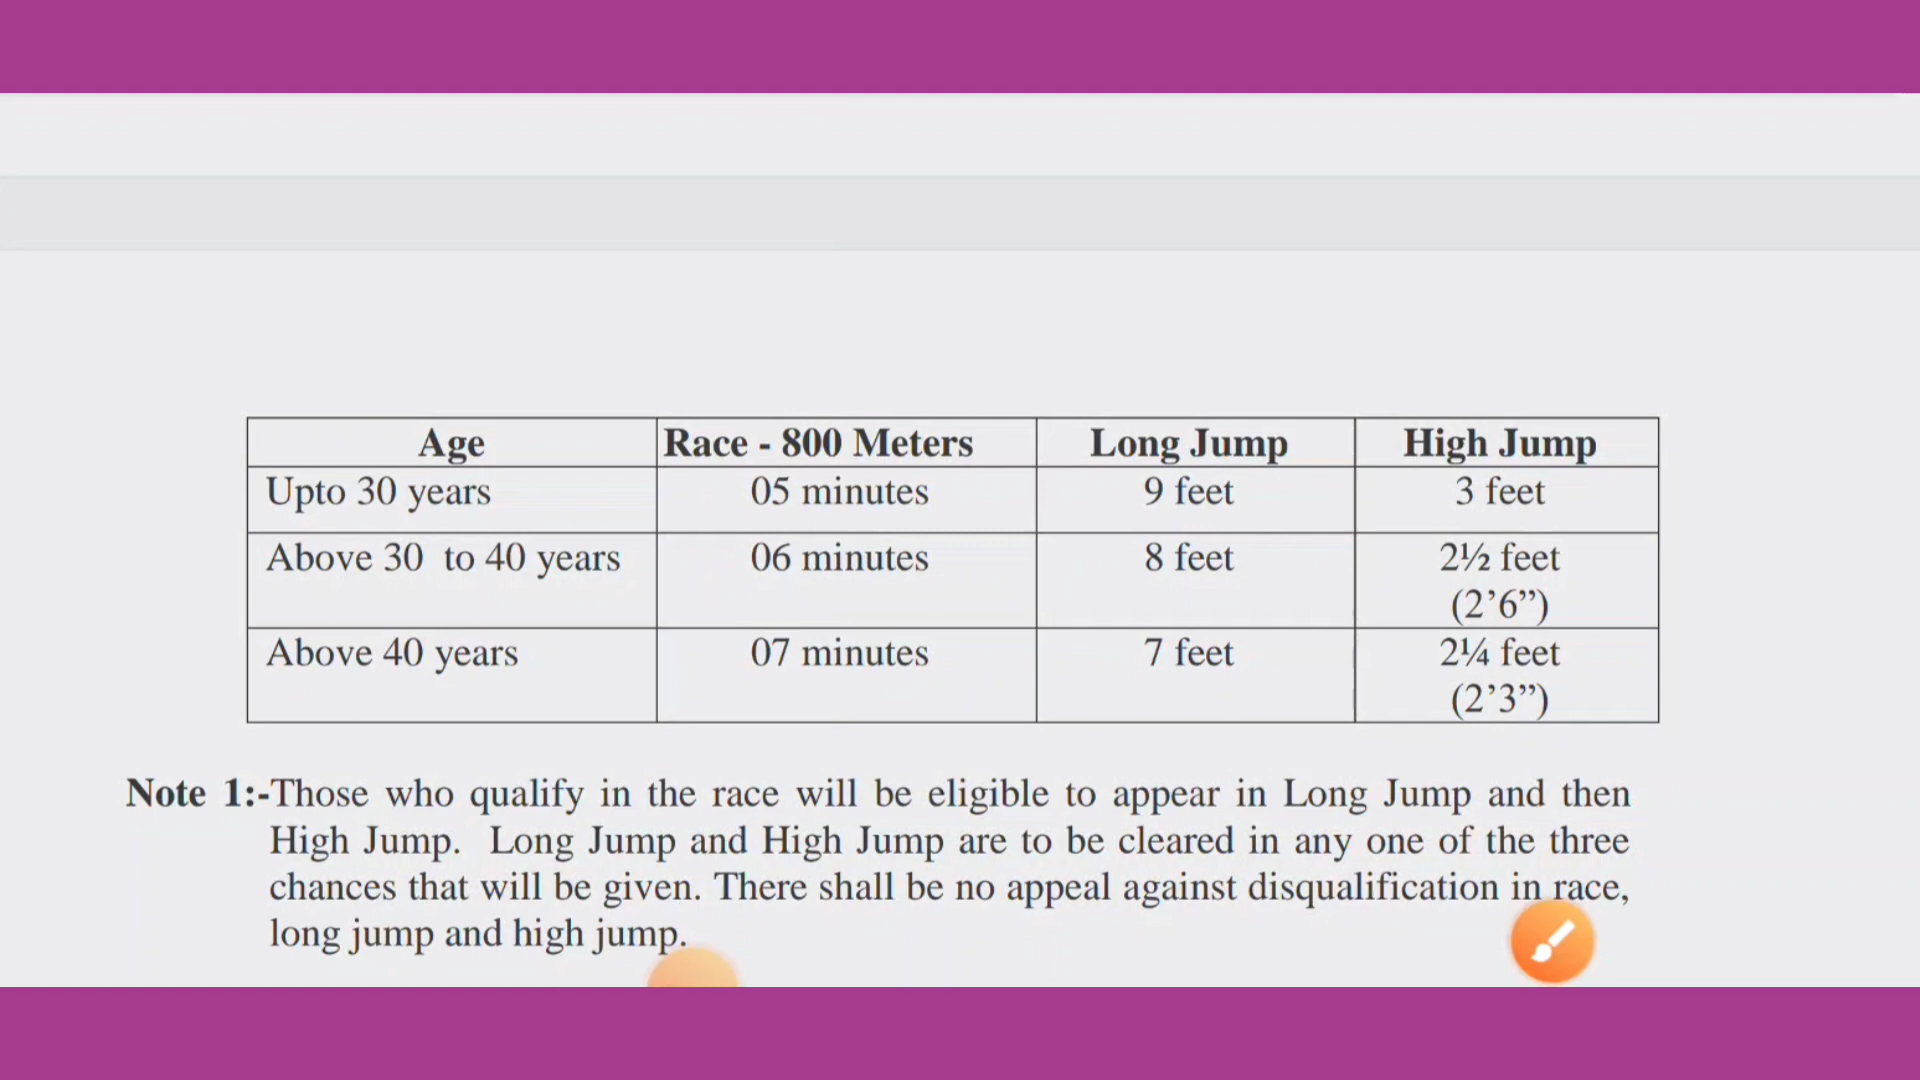 Age Race - 800 Meters Long Jump High Jump
Upto 30 years 05 minutes 9 feet 3 feet
Above 30 to 40 years 06 minutes 8 feet 2½ feet
(2’6”)
Above 40 years 07 minutes 7 feet 2¼ feet
(2’3”)
Note 1:-Those who qualify in the race will be eligible to appear in Long Jump and then
High Jump. Long Jump and High Jump are to be cleared in any one of the three
chances that will be given. There shall be no appeal against disqualification in race,
long jump and high jump.